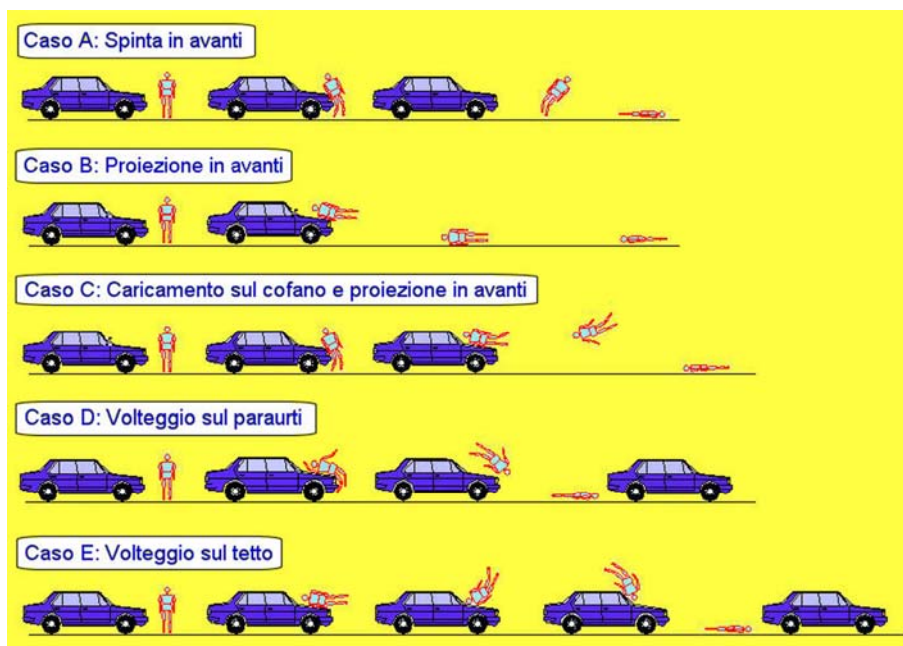 Caso A: Spinta in avanti
Caso B: Proiezione in avanti
Caso C: Caricamento sul cofano e proiezione in avanti
Caso D: Volteggio sul paraurti
Caso E: Volteggio sul tetto